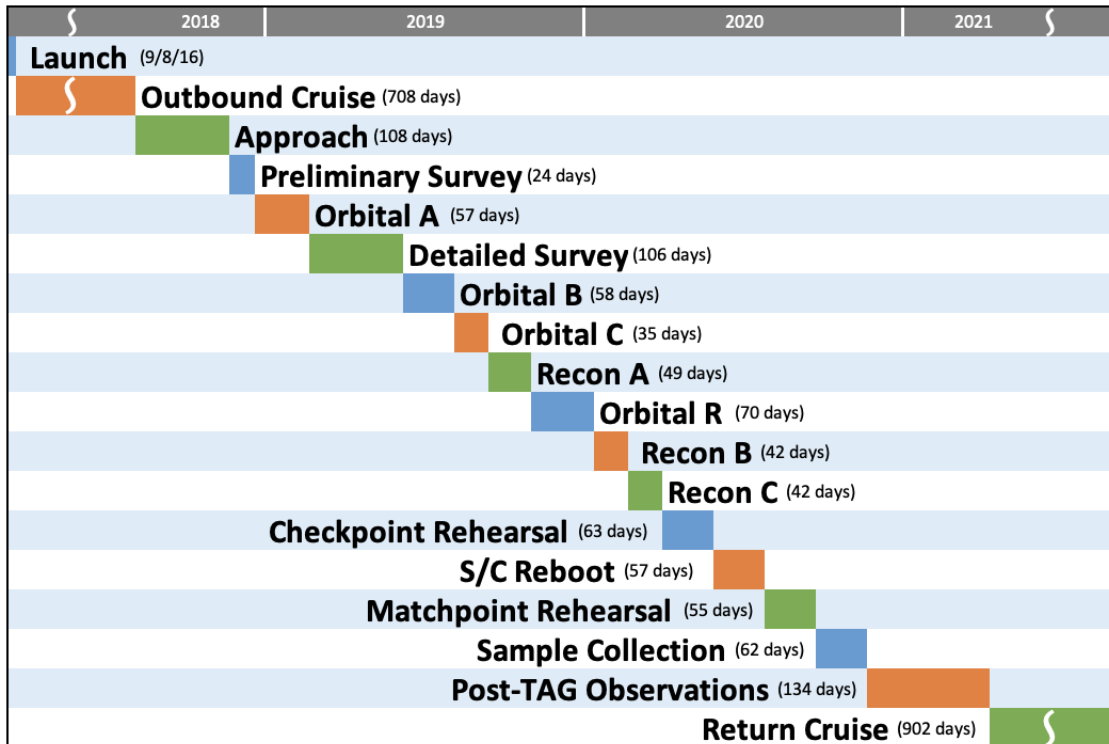 2018 2019 2020 2021
Launch (9/8/16)
Outbound Cruise (708 days)
Approach (108 days)
Preliminary Survey (24 days)
Orbital A (57 days)
Detailed Survey (106 days)
Orbital B (58 days)
Orbital C (35 days)
Recon A (49 days)
Orbital R (70 days)
Recon B (42 days)
Recon C (42 days)
Checkpoint Rehearsal (63 days)
S/C Reboot (57 days)
Matchpoint Rehearsal (55 days)
Sample Collection (62 days)
Post-TAG Observations (134 days)
Return Cruise (902 days)